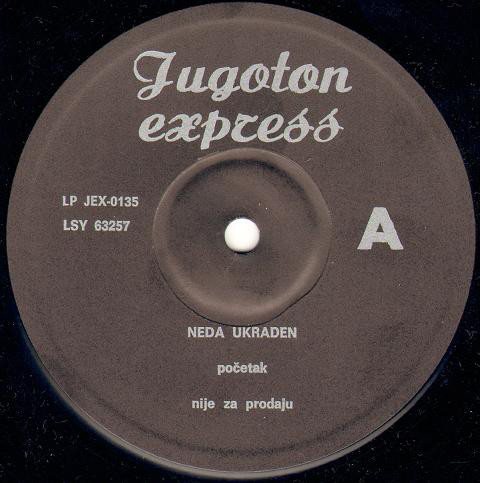 Jugoton
express
LP JEX-0135
LSY 63257
A
NEDA UKRADEN
početak
nije za prodaju